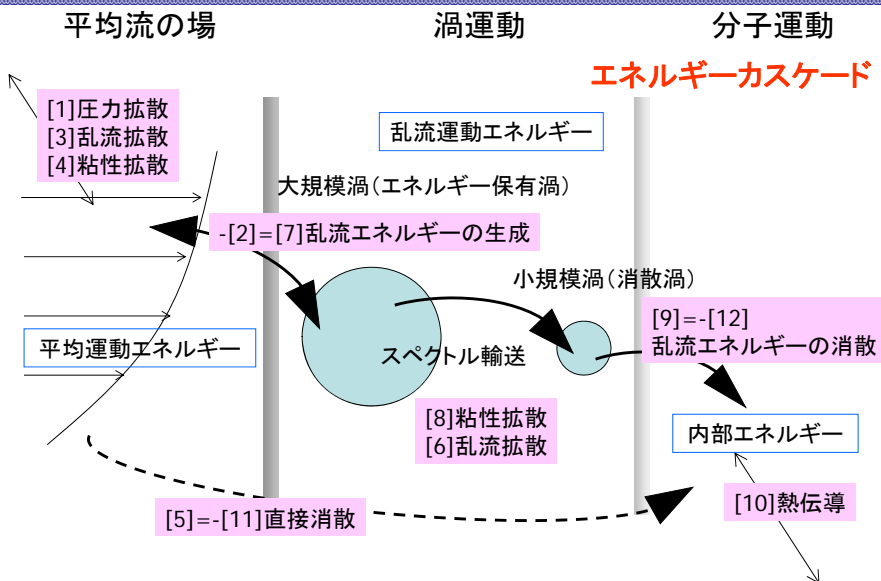 平均流の場
渦運動
分子運動
エネルギーカスケード
[1]圧力拡散
[3]乱流拡散
[4]粘性拡散
乱流運動エネルギー
大規模渦(エネルギー保有渦)
-[2]=[7]乱流エネルギーの生成
小規模渦(消散渦)
[9]=-[12]
乱流エネルギーの消散
平均運動エネルギー
スペクトル輸送
[8]粘性拡散
[6]乱流拡散
内部エネルギー
[5]=-[11]直接消散
[10]熱伝導